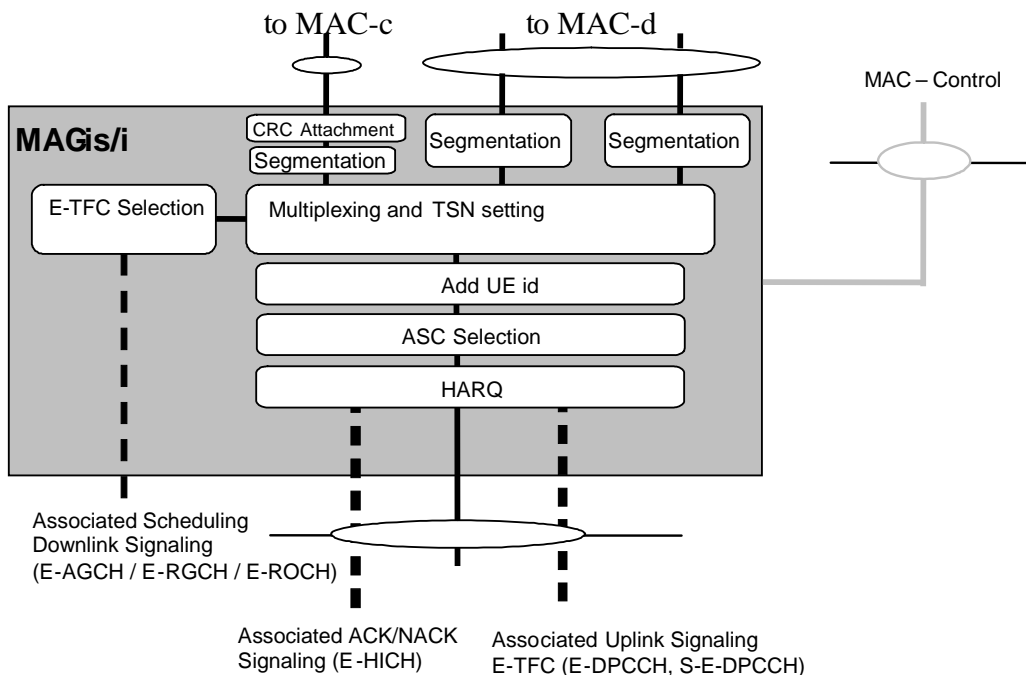 to MAC-c
to MAC-d
MAC – Control
MAGis/i
CRC Attachment
Segmentation
Segmentation
Segmentation
E-TFC Selection
Multiplexing and TSN setting
Add UE id
ASC Selection
HARQ
Associated Scheduling
Downlink Signaling
(E-AGCH / E-RGCH / E-ROCH)
Associated ACK/NACK
Signaling (E-HICH)
Associated Uplink Signaling
E-TFC (E-DPCCH, S-E-DPCCH)